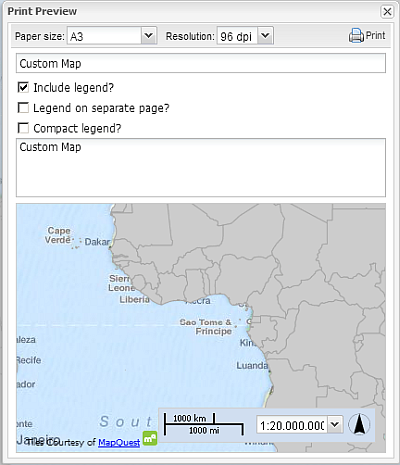 Print Preview
Paper size: A3 Resolution: 96 dpi Print
Custom Map
Include legend?
Legend on separate page?
Compact legend?
Custom Map
Cape
Verde Dakar
Sierra
Leone
Liberia Accra
Sao Tome &
Principe
aleza Kin
Recife Luanda
ador
Sout
1000 km
1000 mi
1:20.000.000
Janeiro
Tiles Courtesy of MapQuest